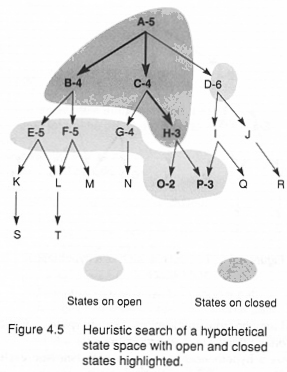 A-5
B-4 C-4 D-6
E-5 F-5 G-4 H-3 I J
K L M N O-2 P-3 Q R
S T
States on open States on closed
Figure 4.5 Heuristic search of a hypothetical
state space with open and closed
states highlighted.